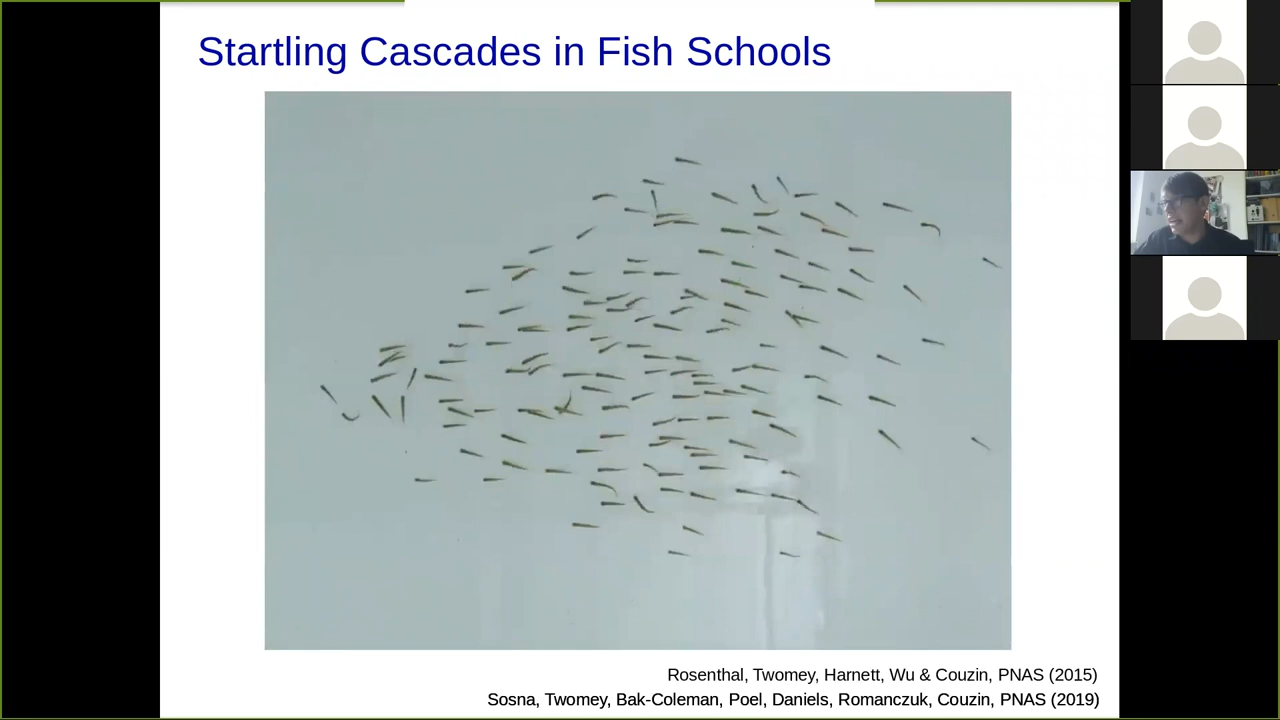 Startling Cascades in Fish Schools
Rosenthal, Twomey, Harnett, Wu & Couzin, PNAS (2015)
Sosna, Twomey, Bak-Coleman, Poel, Daniels, Romanczuk, Couzin, PNAS (2019)